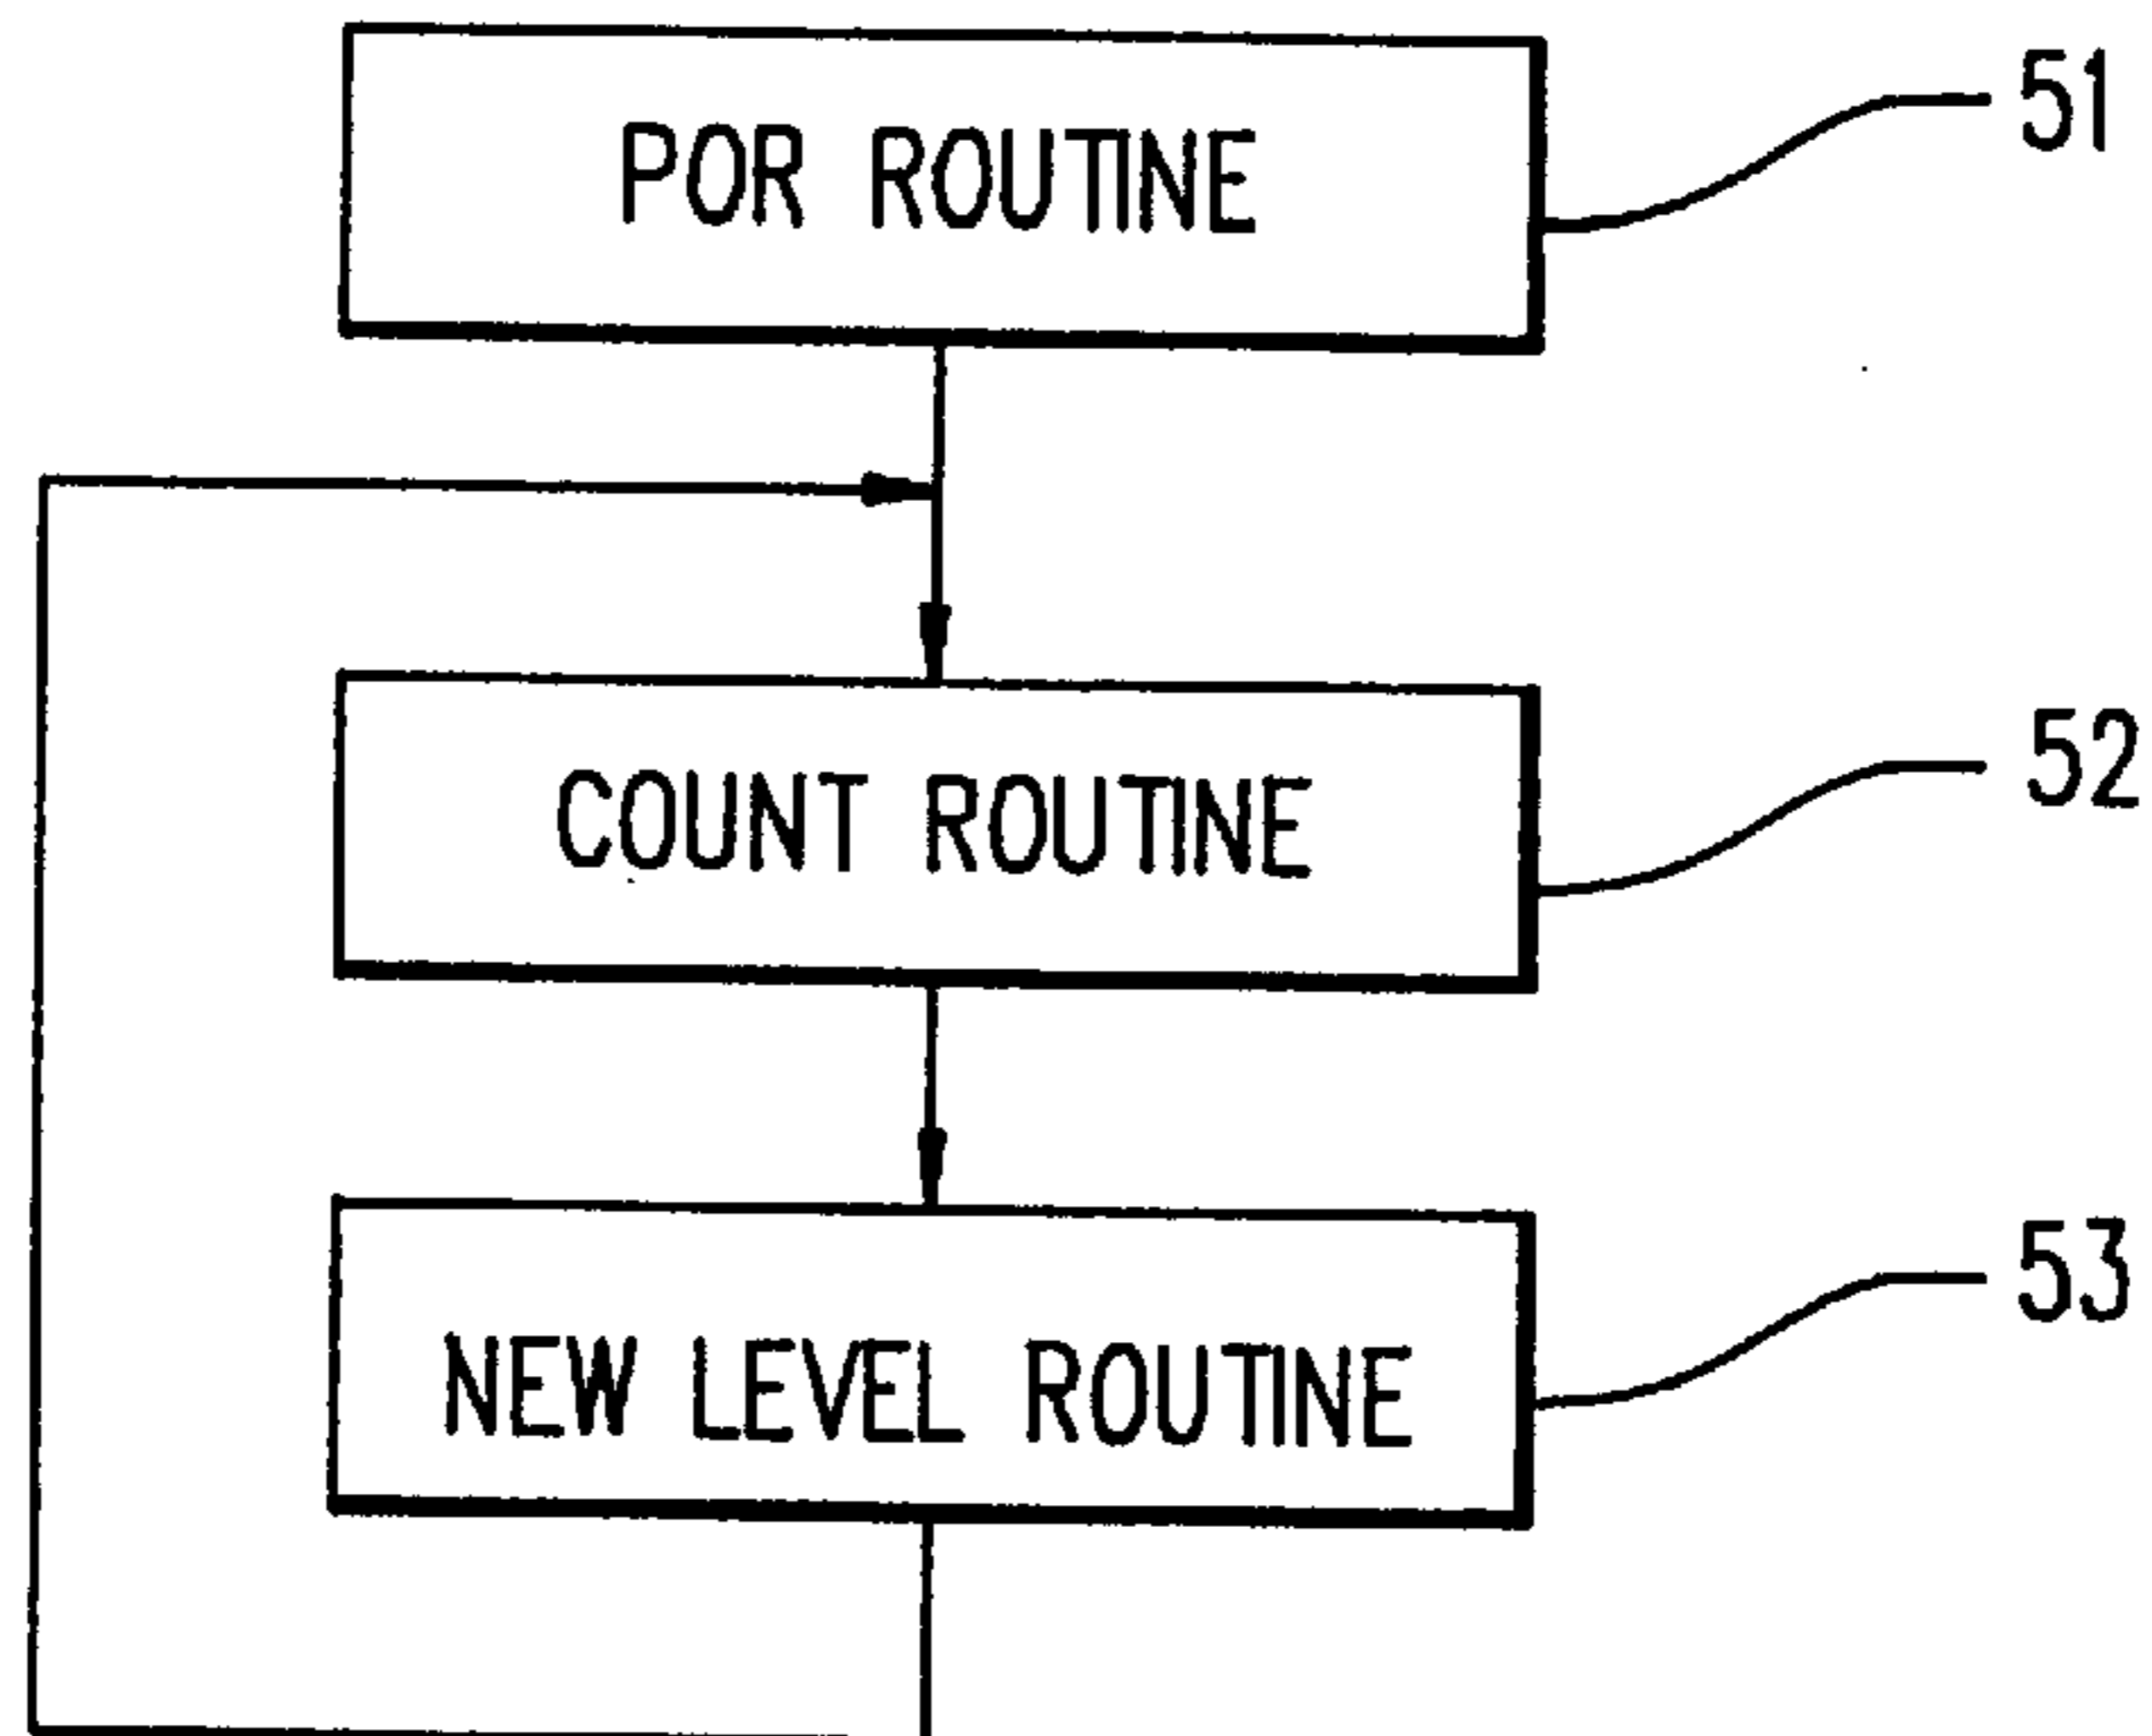 POR ROUTINE
51
COUNT ROUTINE
52
NEW LEVEL ROUTINE
53